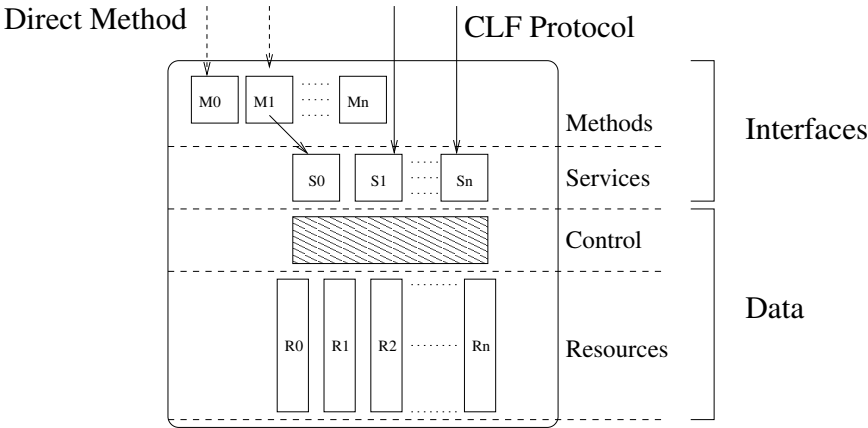 Direct Method
CLF Protocol
M0 M1 Mn
Methods
Interfaces
S0 S1 Sn
Services
Control
Data
R0 R1 R2 Rn
Resources